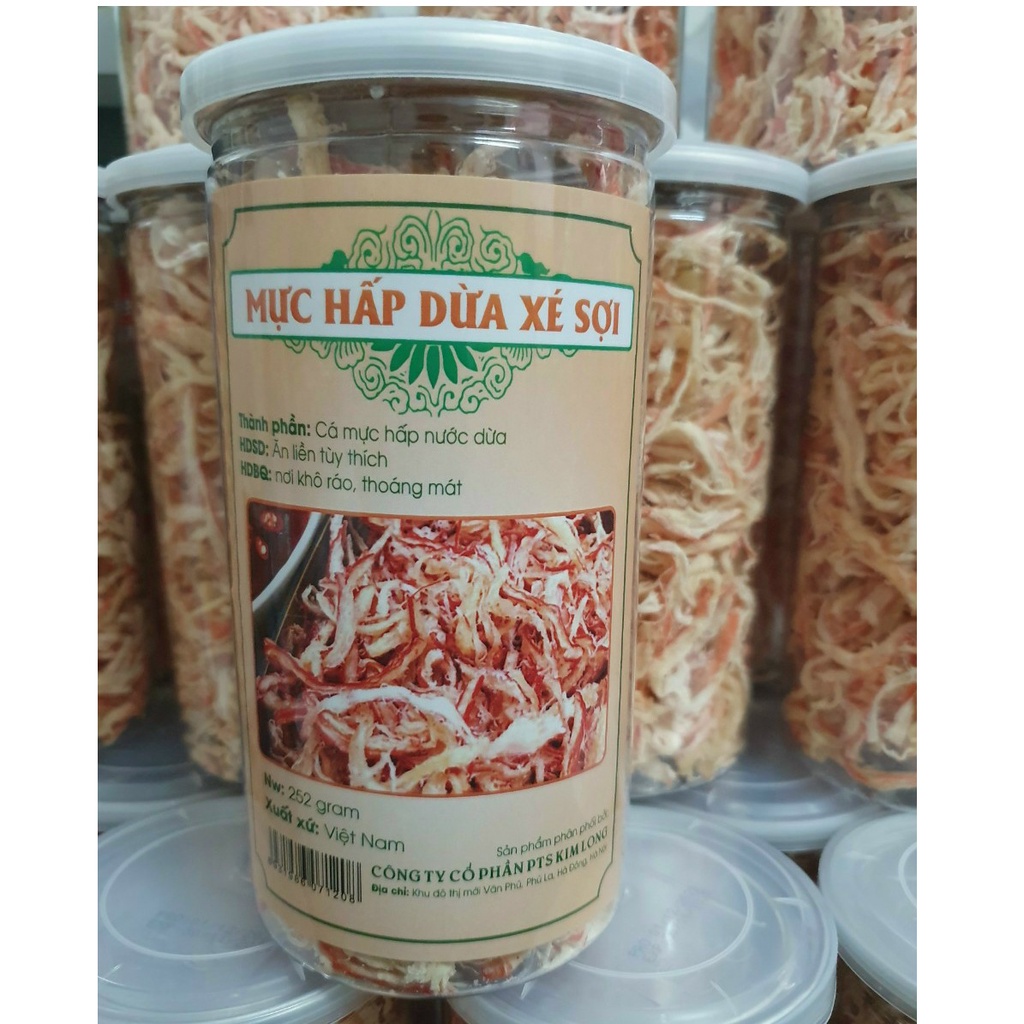 MỰC HẤP DỪA XÉ SỢI
Thành phần: Cá mực hấp nước dừa
HDSD: Ăn liền tùy thích
HDBQ: nơi khô ráo, thoáng mát
Nw: 252 gram
Xuất xứ: Việt Nam
Sản phẩm phân phối bởi:
CÔNG TY CỔ PHẦN PTS KIM LONG
Địa chỉ: Khu đô thị mới Văn Phú, Phú La, Hà Đông, Hà Nội